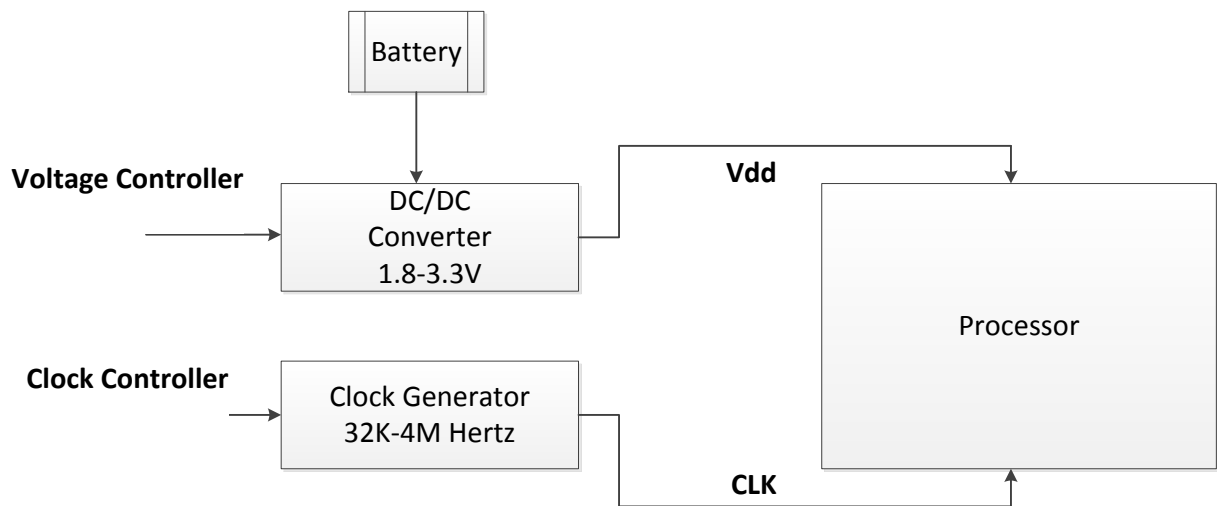 Battery
Voltage Controller
Vdd
DC/DC
Converter
1.8-3.3V
Processor
Clock Controller
Clock Generator
32K-4M Hertz
CLK